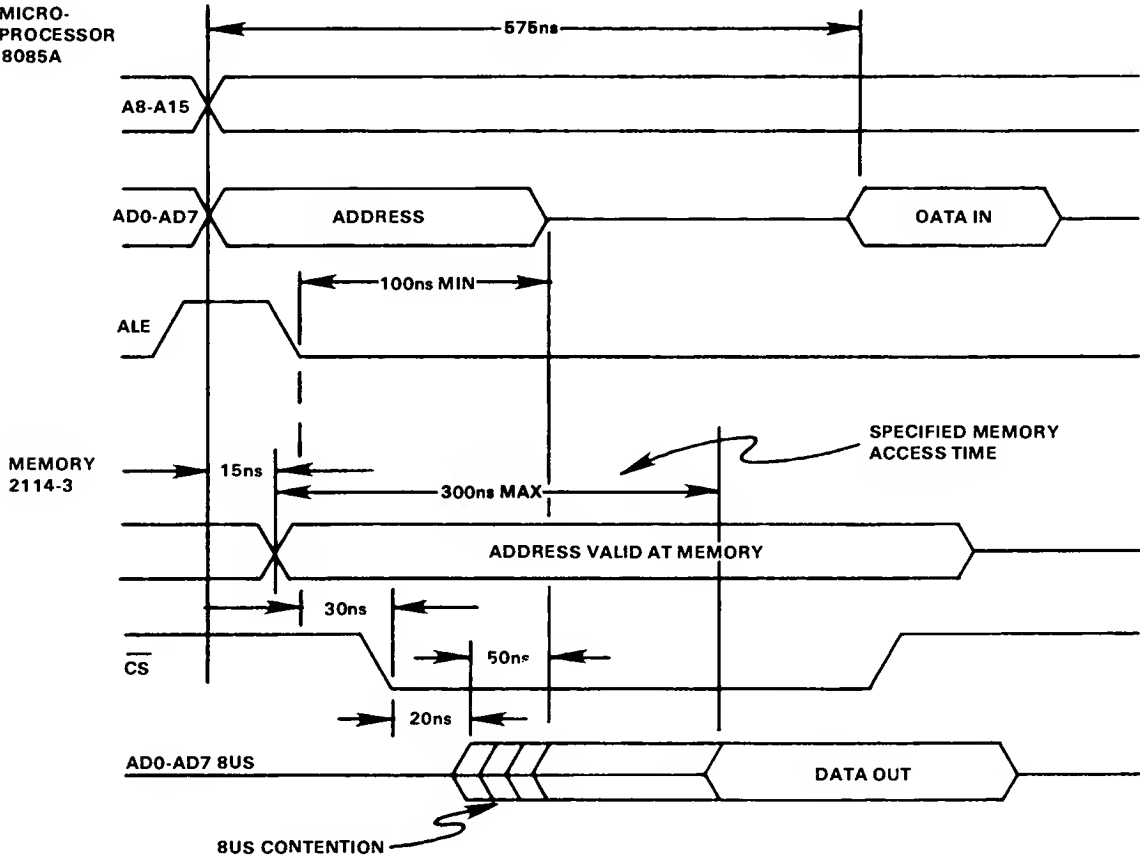 MICRO-
PROCESSOR
8085A
575ns
A8-A15
AD0-AD7
ADDRESS
OATA IN
100ns MIN
ALE
SPECIFIED MEMORY
ACCESS TIME
MEMORY
2114-3
15ns
300ns MAX
ADDRESS VALID AT MEMORY
30ns
CS
50ns
20ns
AD0-AD7 8US
DATA OUT
8US CONTENTION